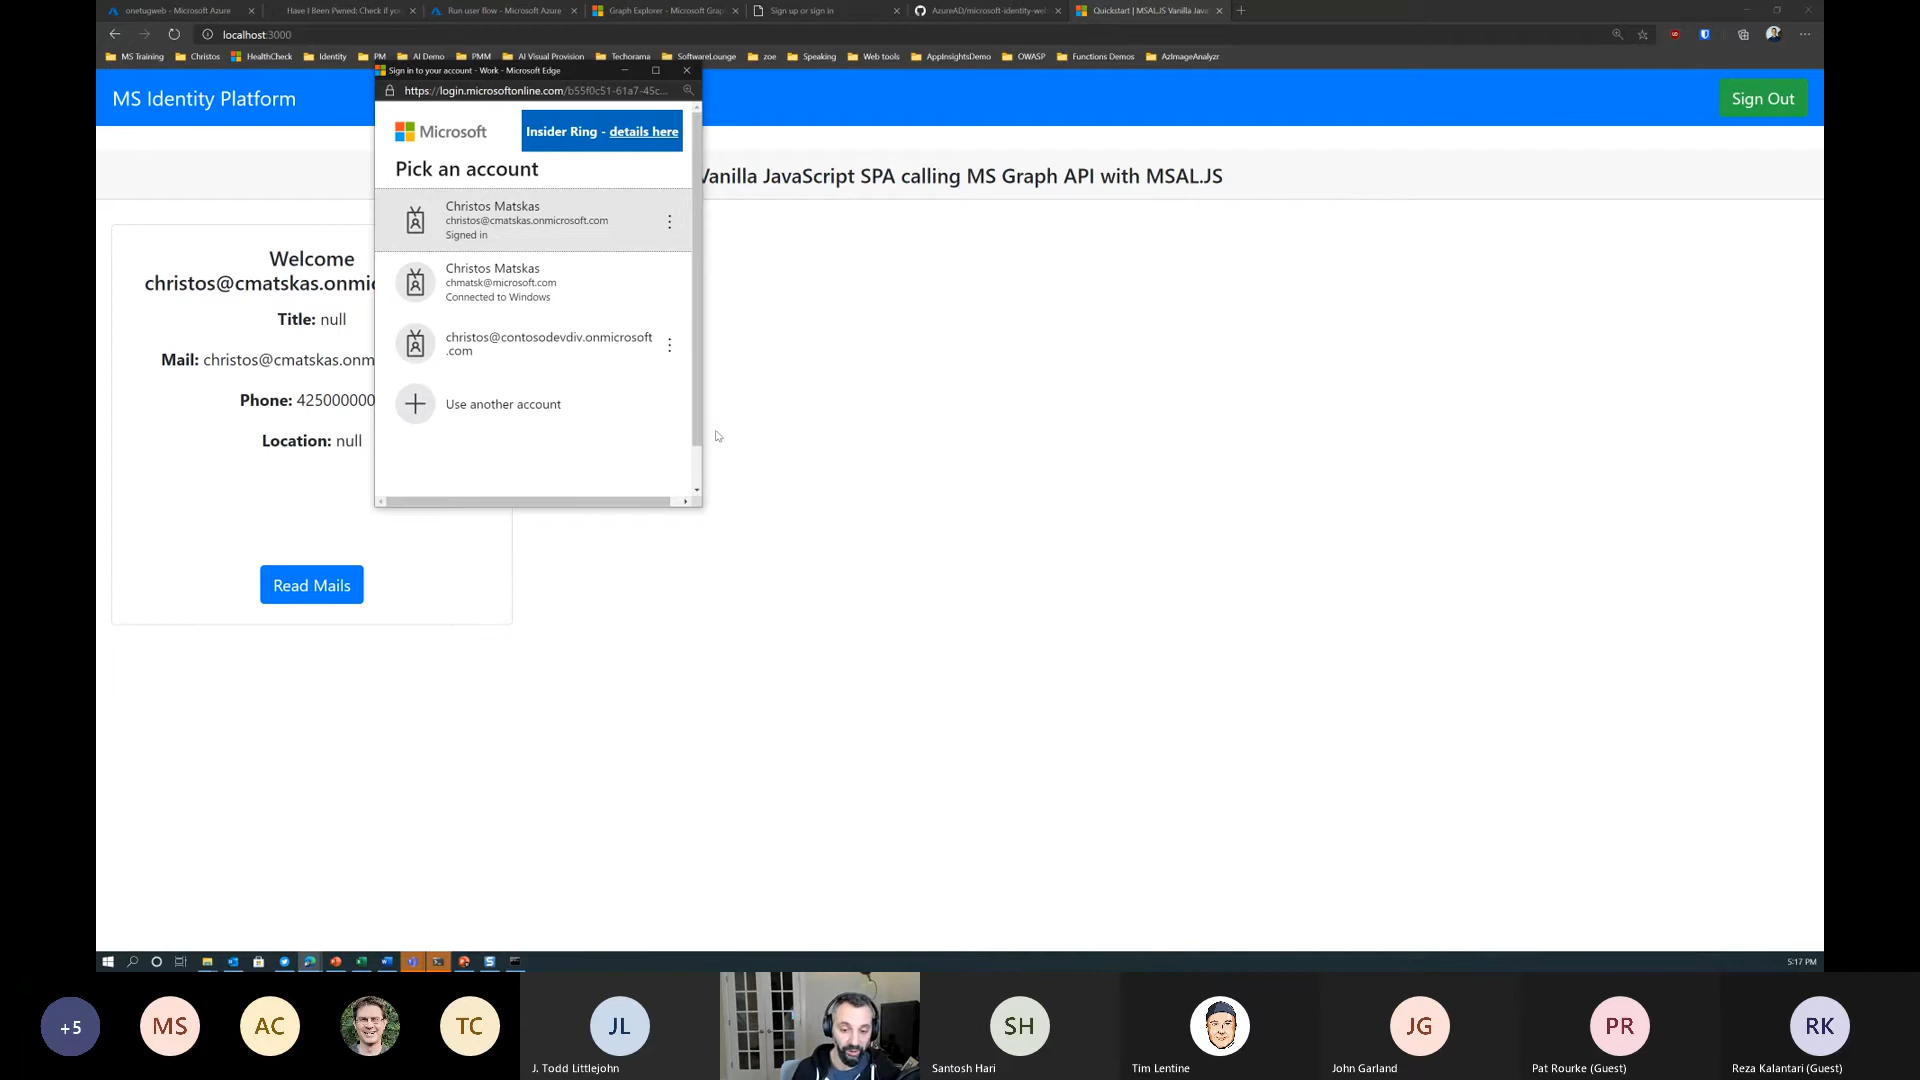 onetugweb - Microsoft Azure
Have I Been Pwned: Check if yo
Run user flow - Microsoft Azure
Graph Explorer - Microsoft Gra
Sign up or sign in
AzureAD/microsoft-identity-we
Quickstart | MSAL.JS Vanilla Java
localhost:3000
MS Training
Christos
HealthCheck
Identity
PM
AI Demo
PMM
AI Visual Provision
Techorama
SoftwareLounge
zoe
Speaking
Web tools
AppInsightsDemo
OWASP
Functions Demos
AzImageAnalyzr
Sign in to your account - Work - Microsoft Edge
https://login.microsoftonline.com/b55f0c51-61a7-45c...
MS Identity Platform
Sign Out
Microsoft
Insider Ring - details here
Pick an account
Vanilla JavaScript SPA calling MS Graph API with MSAL.JS
Christos Matskas
christos@cmatskas.onmicrosoft.com
Signed in
Christos Matskas
chmatsk@microsoft.com
Connected to Windows
christos@contosodevdiv.onmicrosoft
.com
Use another account
Welcome
christos@cmatskas.onmic
Title: null
Mail: christos@cmatskas.onm
Phone: 425000000
Location: null
Read Mails
5:17 PM
+5
MS
AC
TC
JL
SH
JG
PR
RK
J. Todd Littlejohn
Santosh Hari
Tim Lentine
John Garland
Pat Rourke (Guest)
Reza Kalantari (Guest)